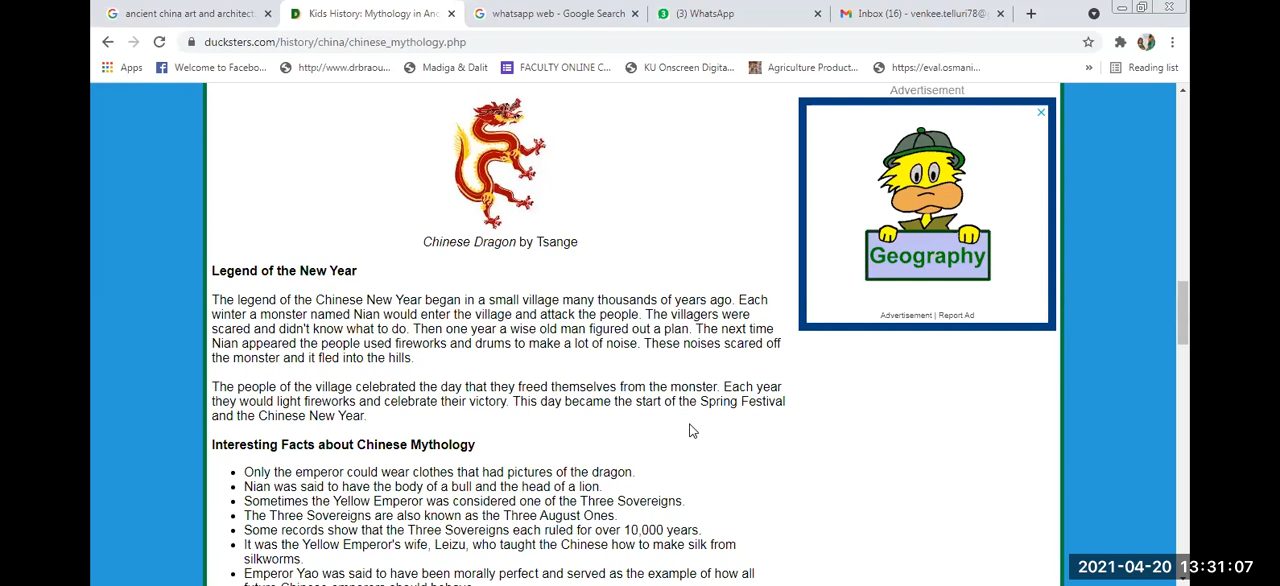 ancient china art and architect
Kids History: Mythology in Anc
whatsapp web - Google Search
(3) WhatsApp
Inbox (16) - venkee.telluri78@
ducksters.com/history/china/chinese_mythology.php
Apps
Welcome to Facebo...
http://www.drbraou...
Madiga & Dalit
FACULTY ONLINE C...
KU Onscreen Digita...
Agriculture Product...
https://eval.osmani...
»
Reading list
Advertisement
Geography
Advertisement | Report Ad
Chinese Dragon by Tsange
Legend of the New Year
The legend of the Chinese New Year began in a small village many thousands of years ago. Each
winter a monster named Nian would enter the village and attack the people. The villagers were
scared and didn't know what to do. Then one year a wise old man figured out a plan. The next time
Nian appeared the people used fireworks and drums to make a lot of noise. These noises scared off
the monster and it fled into the hills.
The people of the village celebrated the day that they freed themselves from the monster. Each year
they would light fireworks and celebrate their victory. This day became the start of the Spring Festival
and the Chinese New Year.
Interesting Facts about Chinese Mythology
• Only the emperor could wear clothes that had pictures of the dragon.
• Nian was said to have the body of a bull and the head of a lion.
• Sometimes the Yellow Emperor was considered one of the Three Sovereigns.
• The Three Sovereigns are also known as the Three August Ones.
• Some records show that the Three Sovereigns each ruled for over 10,000 years.
• It was the Yellow Emperor's wife, Leizu, who taught the Chinese how to make silk from
silkworms.
• Emperor Yao was said to have been morally perfect and served as the example of how all
future Chinese emperors should behave.
2021-04-20 13:31:07